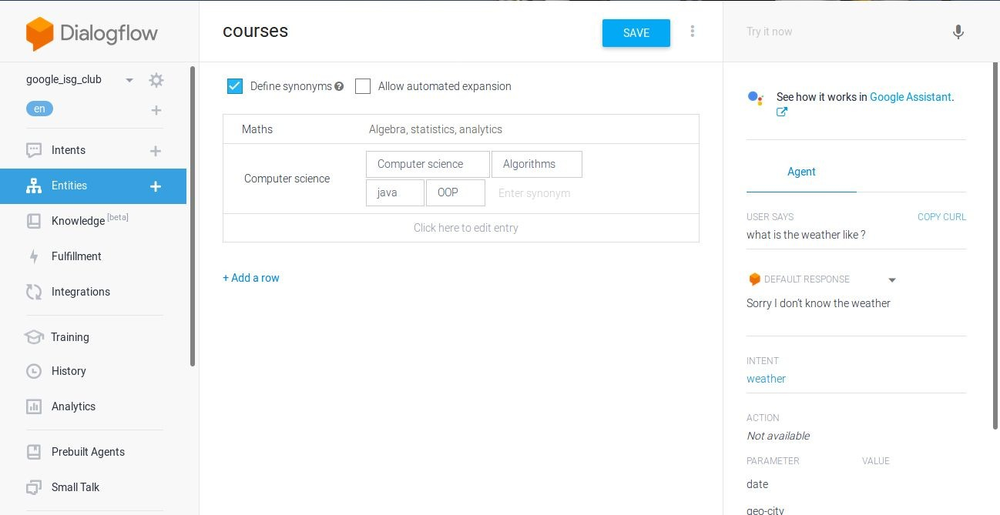 Dialogflow
google_isg_club
en
Intents
Entities
Knowledge [beta]
Fulfillment
Integrations
Training
History
Analytics
Prebuilt Agents
Small Talk
courses
SAVE
Define synonyms ?
Allow automated expansion
Maths
Algebra, statistics, analytics
Computer science
Computer science
Algorithms
java
OOP
Enter synonym
Click here to edit entry
+ Add a row
Try it now
See how it works in Google Assistant.
Agent
USER SAYS
COPY CURL
what is the weather like ?
DEFAULT RESPONSE
Sorry I don't know the weather
INTENT
weather
ACTION
Not available
PARAMETER
VALUE
date
geo-city